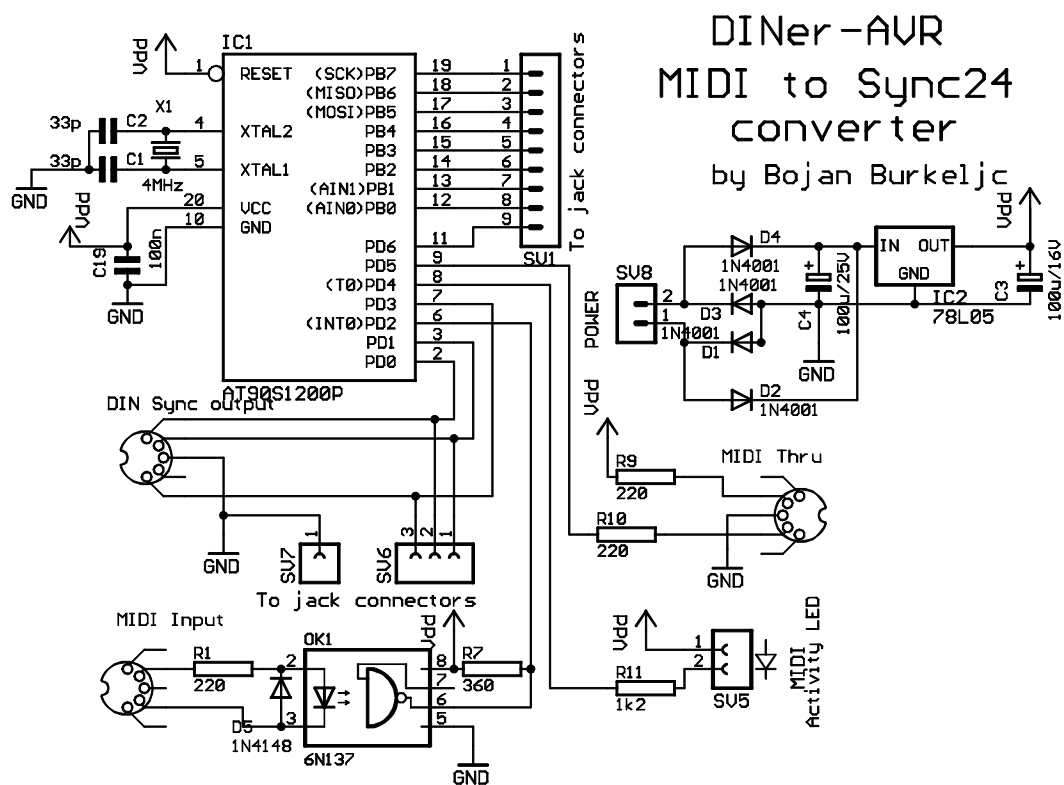 DINer-AVR
MIDI to Sync24
converter
by Bojan Burkeljc
IC1
Vdd
1
RESET
(SCK)PB7
19
1
(MISO)PB6
18
2
(MOSI)PB5
17
3
X1
33p
C2
4
XTAL2
PB4
16
4
PB3
15
5
33p
C1
4MHz
5
XTAL1
PB2
14
6
(AIN1)PB1
13
7
(AIN0)PB0
12
8
9
SV1
To jack connectors
GND
Vdd
20
VCC
10
GND
C19
100n
GND
PD6
11
PD5
9
(T0)PD4
8
PD3
7
(INT0)PD2
6
PD1
3
PD0
2
AT90S1200P
Vdd
D4
1N4001
1N4001
IN
OUT
GND
IC2
78L05
SV8
2
1
POWER
D3
1N4001
D1
C4
100u/25V
GND
C3
100u/16V
D2
1N4001
DIN Sync output
GND
1
SV7
3
2
1
SV6
To jack connectors
Vdd
R9
220
R10
220
MIDI Thru
GND
MIDI Input
R1
220
D5
1N4148
OK1
2
3
6N137
8
7
6
5
Vdd
R7
360
GND
Vdd
1
2
SV5
R11
1k2
MIDI
Activity LED